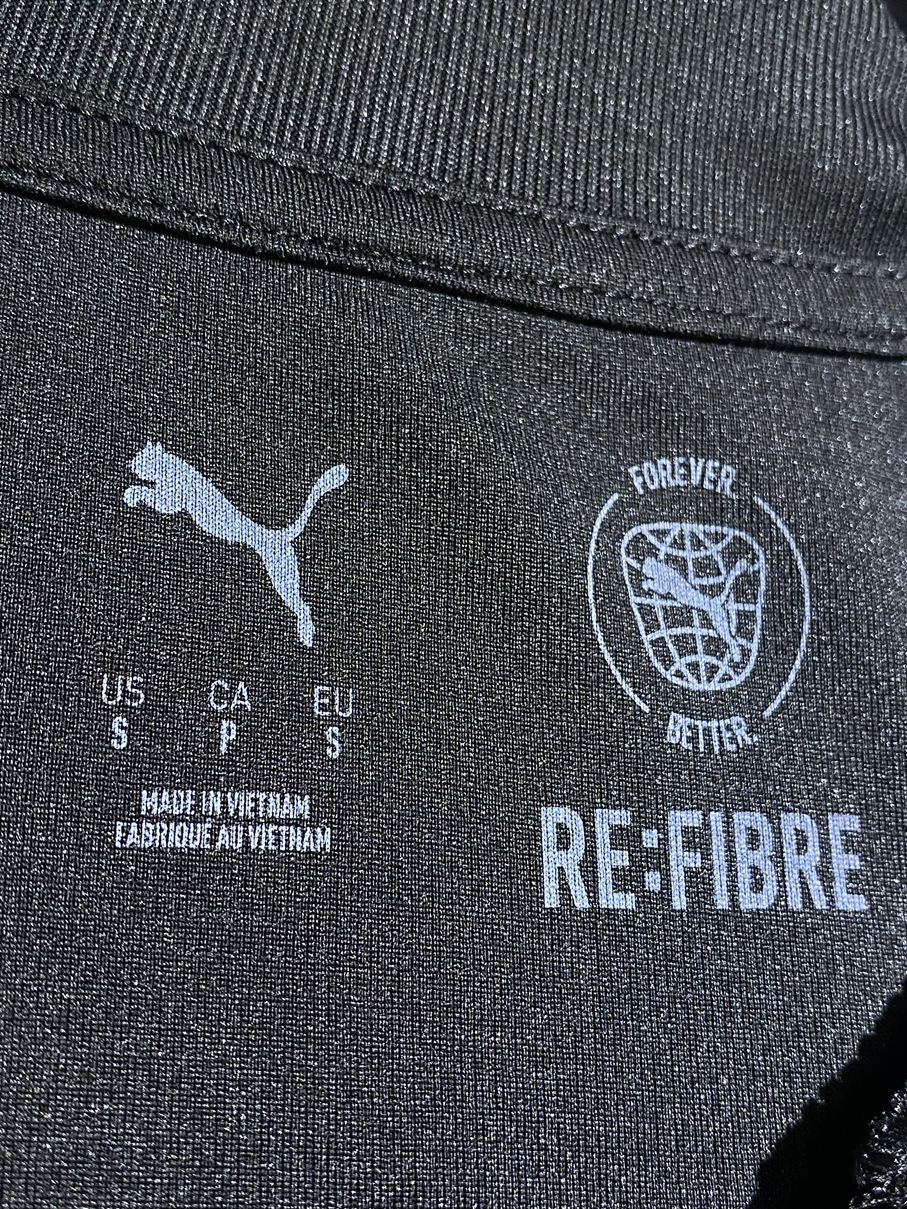 US CA EU
S P S
MADE IN VIETNAM
FABRIQUE AU VIETNAM
FOREVER.
BETTER.
RE:FIBRE